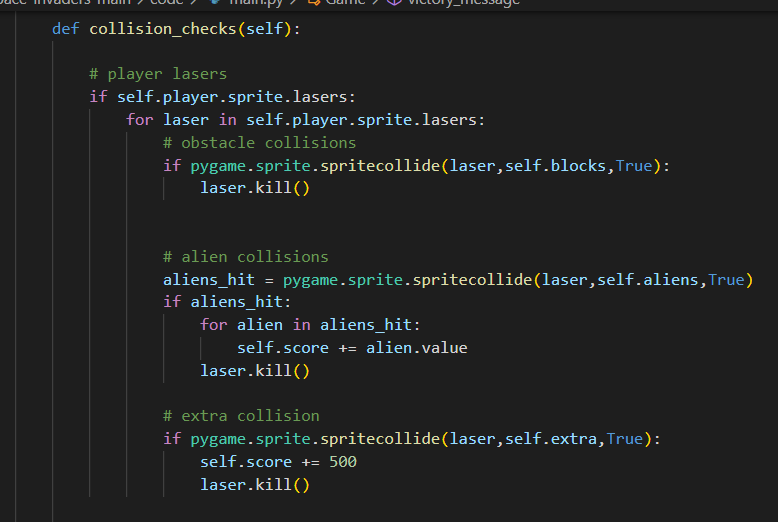 ace-invaders-main > code > main.py > Game > victory_message
def collision_checks(self):
# player lasers
if self.player.sprite.lasers:
for laser in self.player.sprite.lasers:
# obstacle collisions
if pygame.sprite.spritecollide(laser,self.blocks,True):
laser.kill()
# alien collisions
aliens_hit = pygame.sprite.spritecollide(laser,self.aliens,True)
if aliens_hit:
for alien in aliens_hit:
self.score += alien.value
laser.kill()
# extra collision
if pygame.sprite.spritecollide(laser,self.extra,True):
self.score += 500
laser.kill()